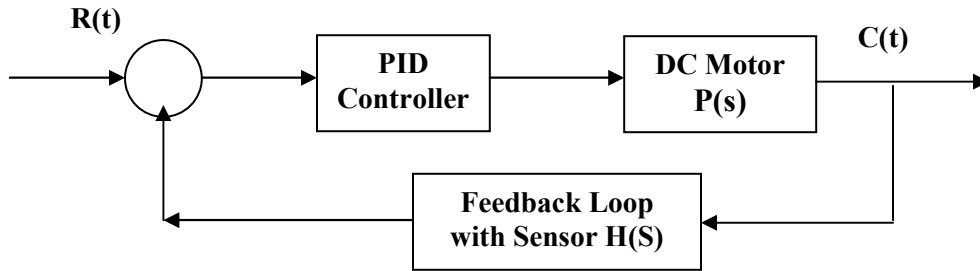 R(t)
C(t)
PID
Controller
DC Motor
P(s)
Feedback Loop
with Sensor H(S)